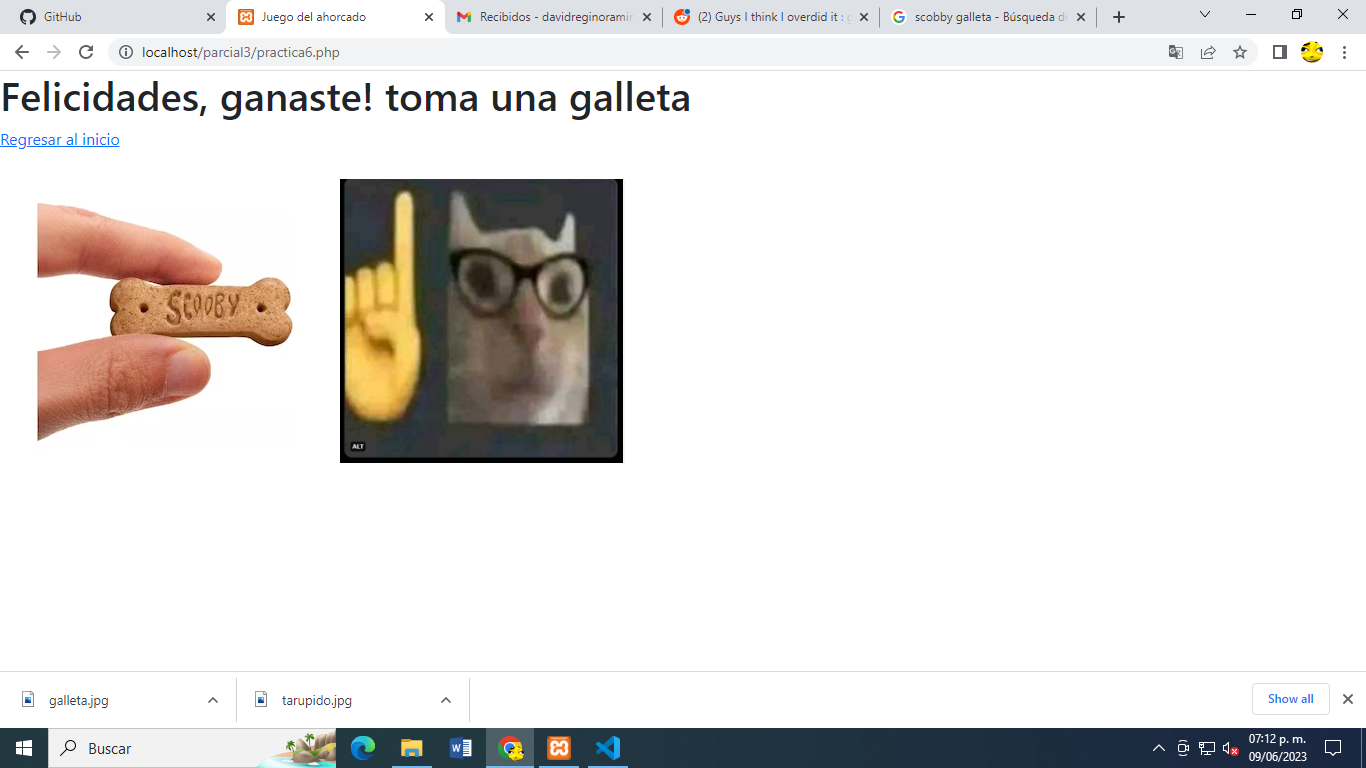 GitHub
Juego del ahorcado
Recibidos - davidreginoramir
(2) Guys I think I overdid it : g
scobby galleta - Búsqueda de
localhost/parcial3/practica6.php
Felicidades, ganaste! toma una galleta
Regresar al inicio
SCOOBY
ALT
galleta.jpg
tarupido.jpg
Show all
Buscar
07:12 p. m.
09/06/2023